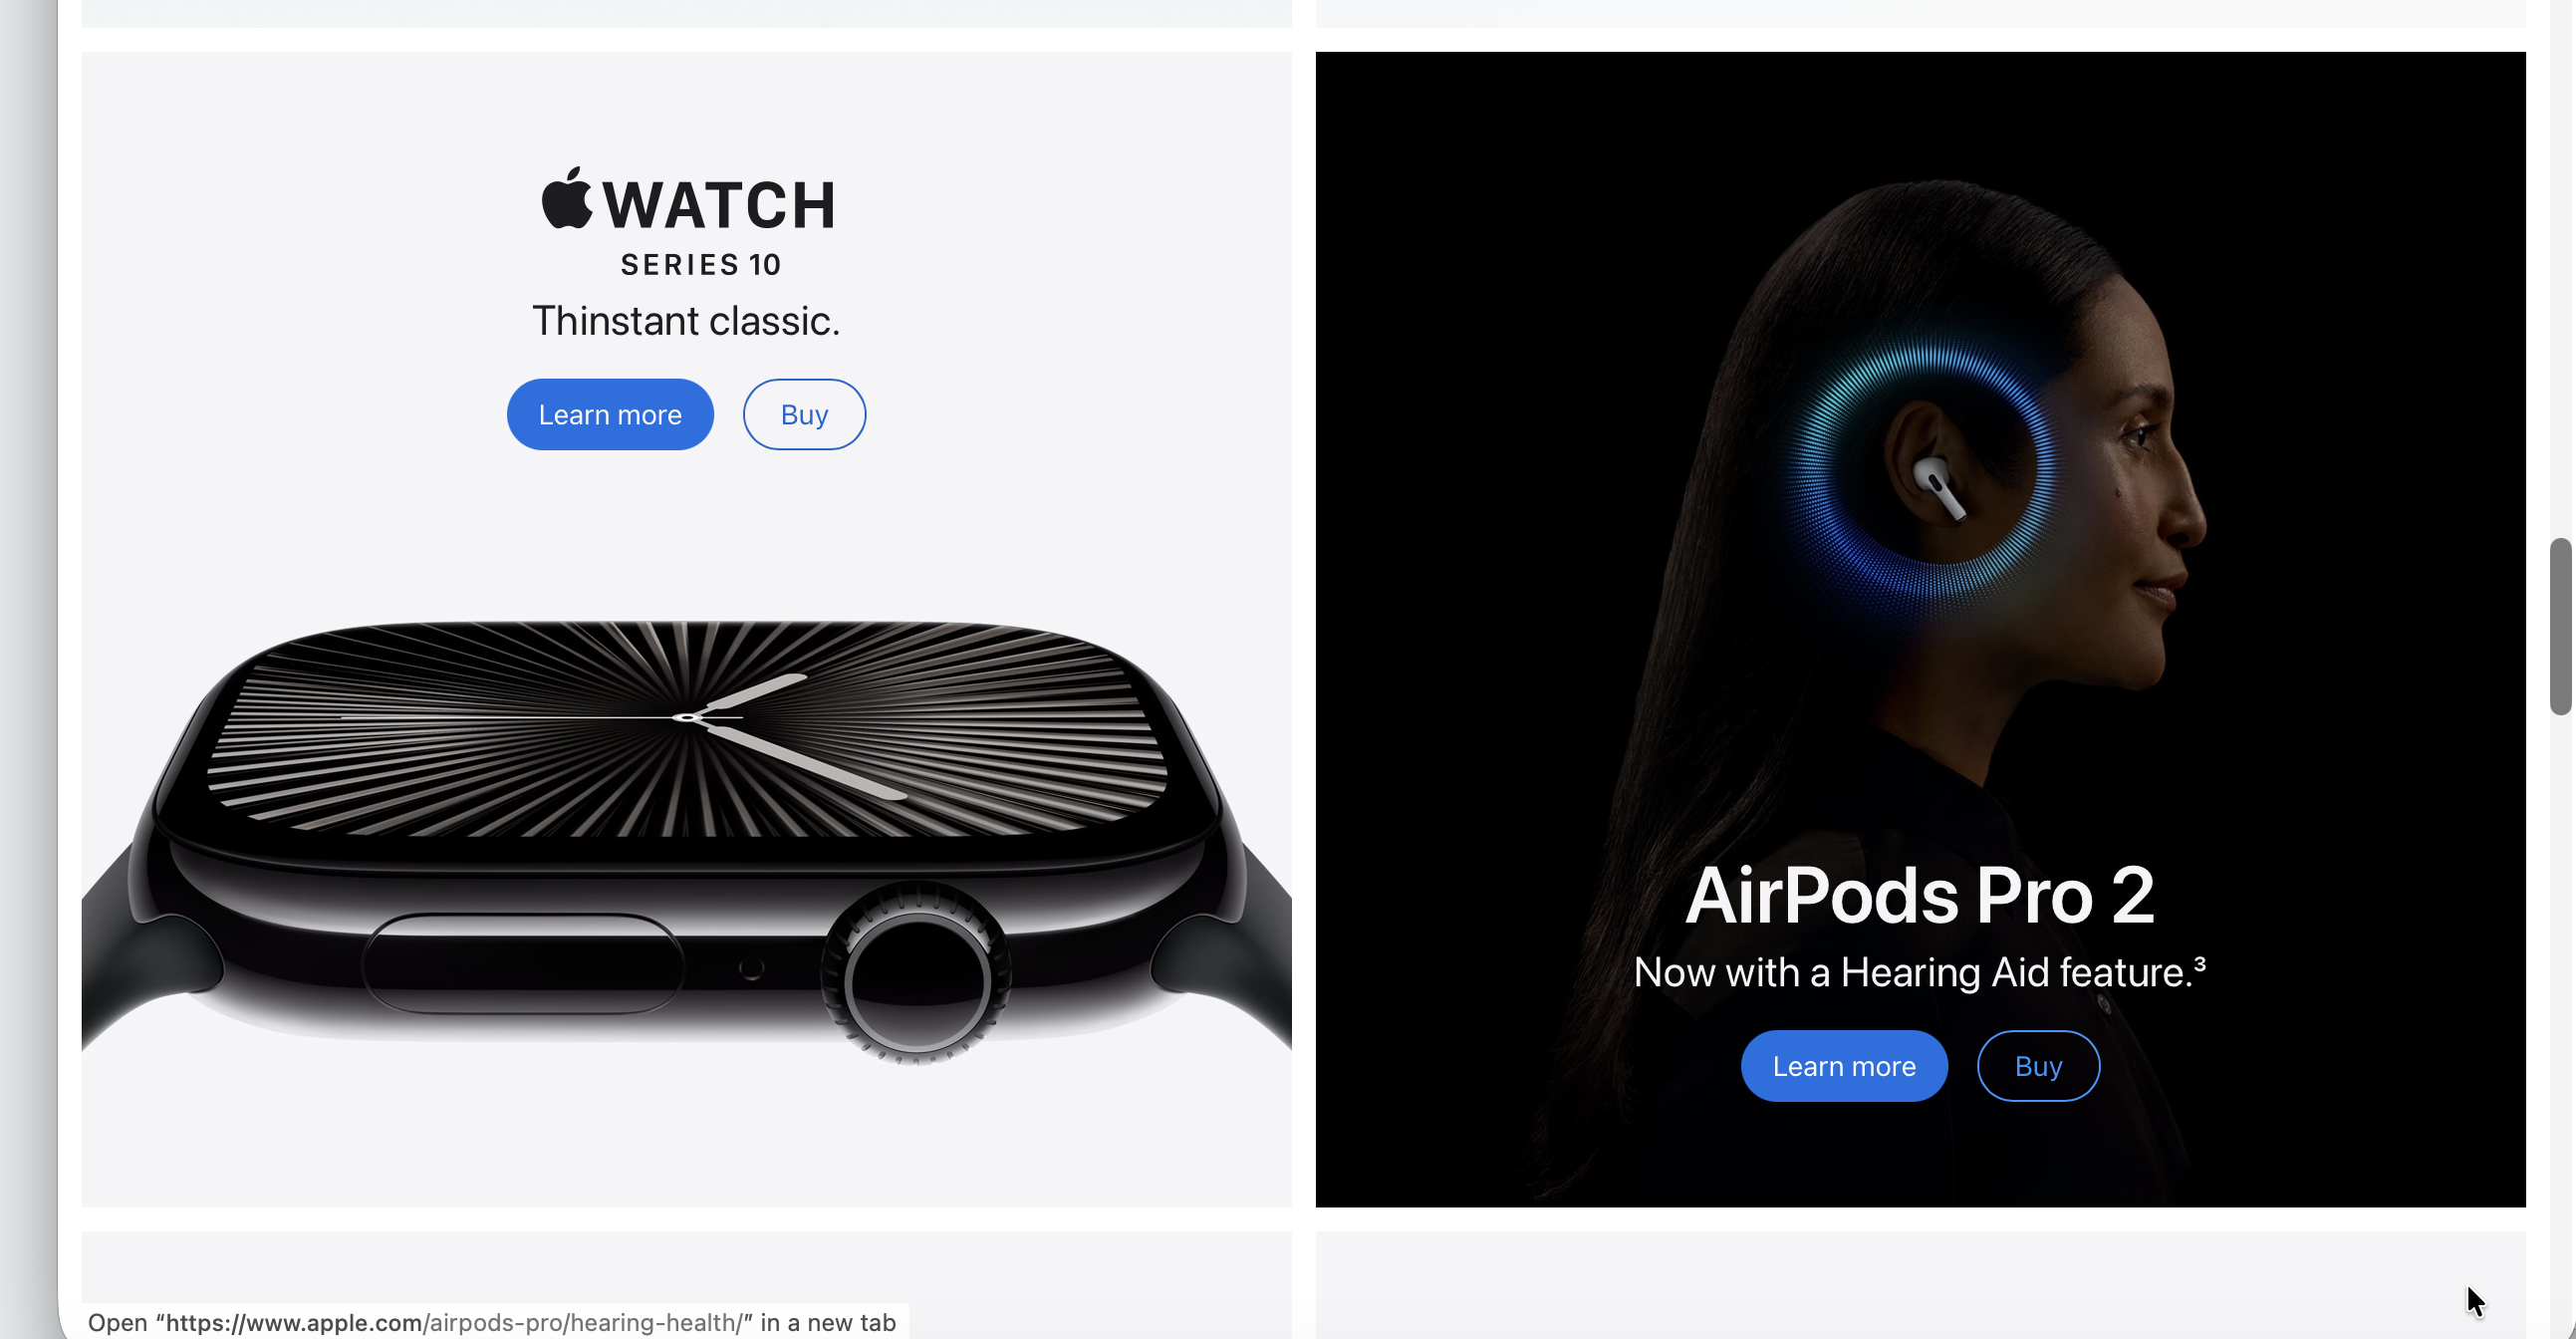 WATCH
SERIES 10
Thinstant classic.
Learn more
Buy
AirPods Pro 2
Now with a Hearing Aid feature.³
Learn more
Buy
Open “https://www.apple.com/airpods-pro/hearing-health/” in a new tab